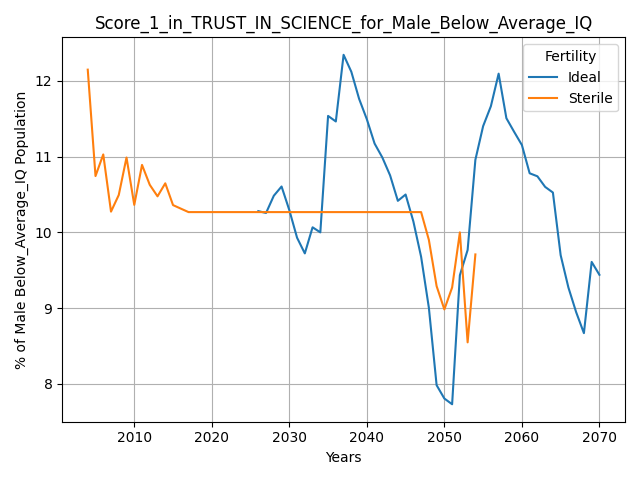 Score_1_in_TRUST_IN_SCIENCE_for_Male_Below_Average_IQ
% of Male Below_Average_IQ Population
12
11
10
9
8
Fertility
Ideal
Sterile
2010 2020 2030 2040 2050 2060 2070
Years